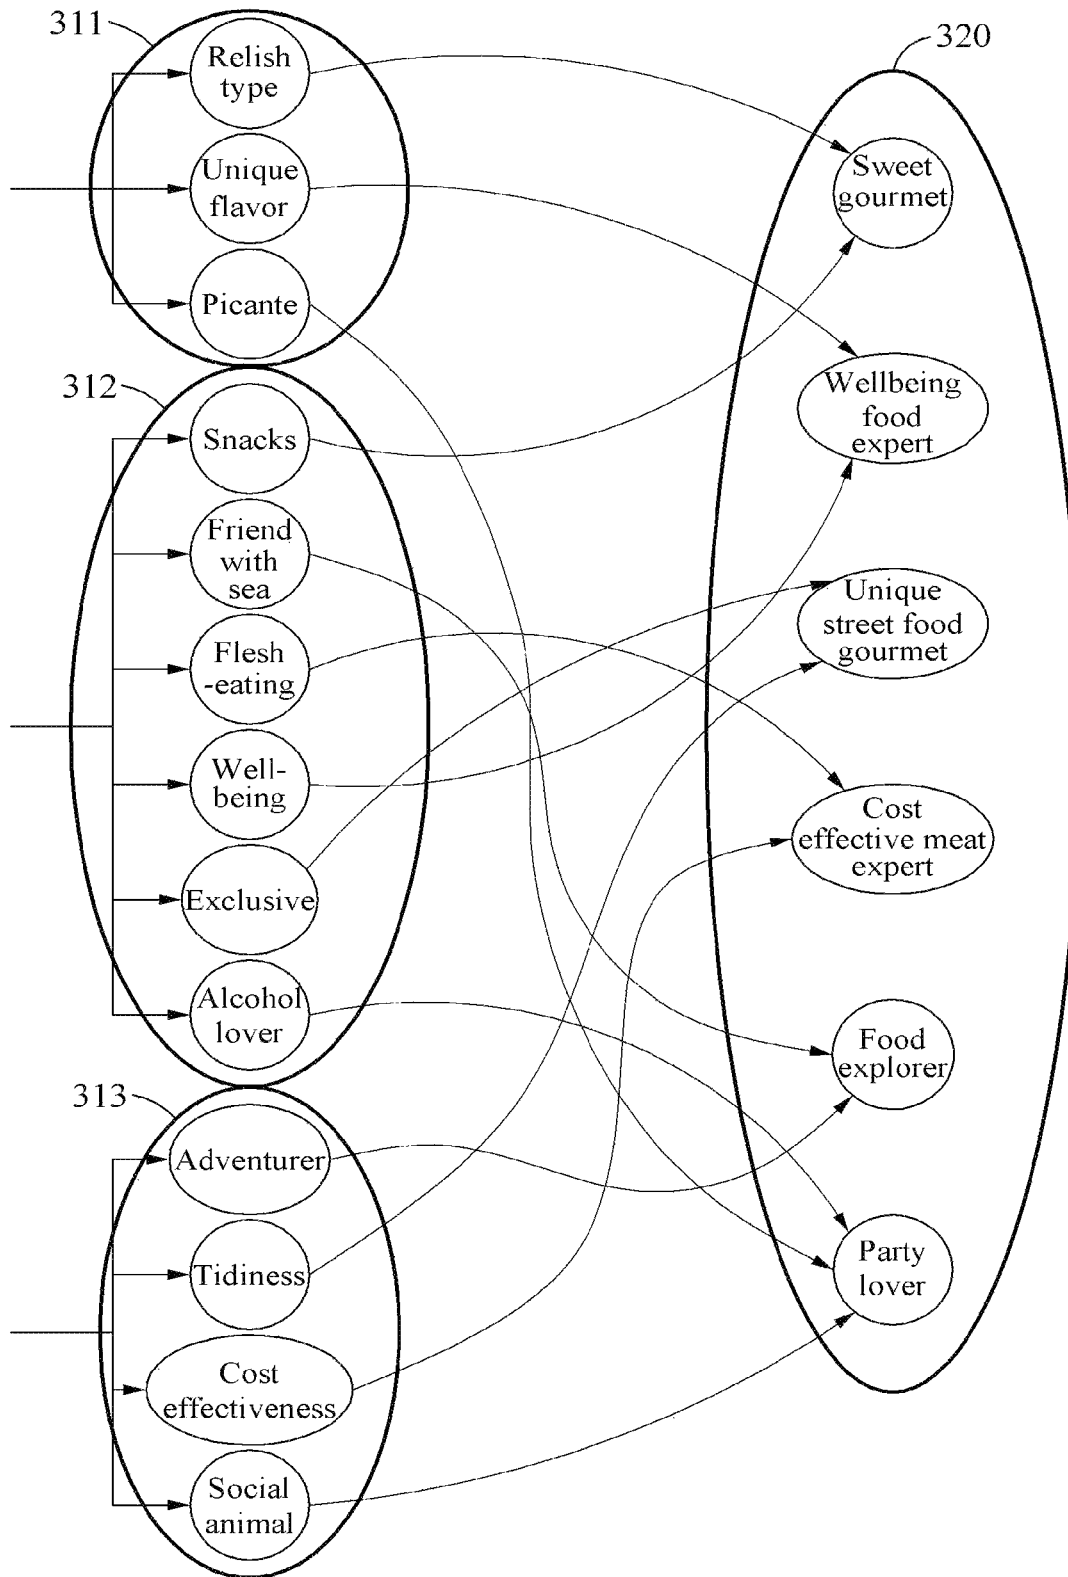 311
Relish
type
Unique
flavor
Picante
312
Snacks
Friend
with
sea
Flesh
-eating
Well-
being
Exclusive
Alcohol
lover
313
Adventurer
Tidiness
Cost
effectiveness
Social
animal
320
Sweet
gourmet
Wellbeing
food
expert
Unique
street food
gourmet
Cost
effective meat
expert
Food
explorer
Party
lover